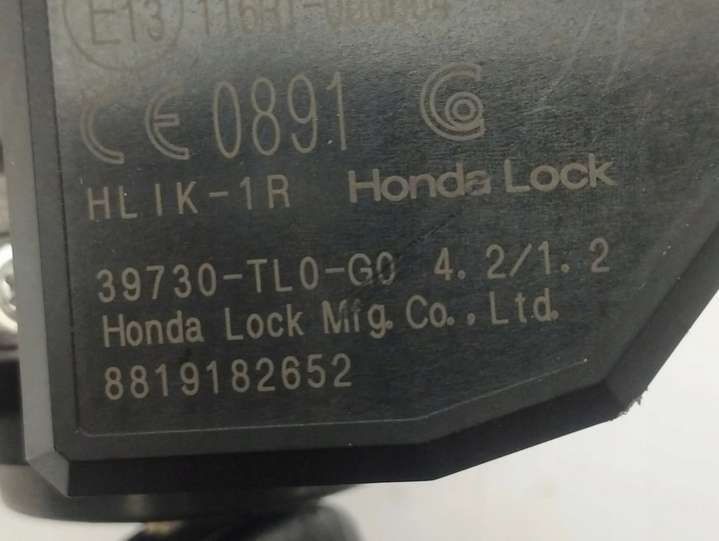 E13
CE 0891
HLIK-1R Honda Lock
39730-TL0-G0 4.2/1.2
Honda Lock Mfg.Co.,Ltd.
8819182652